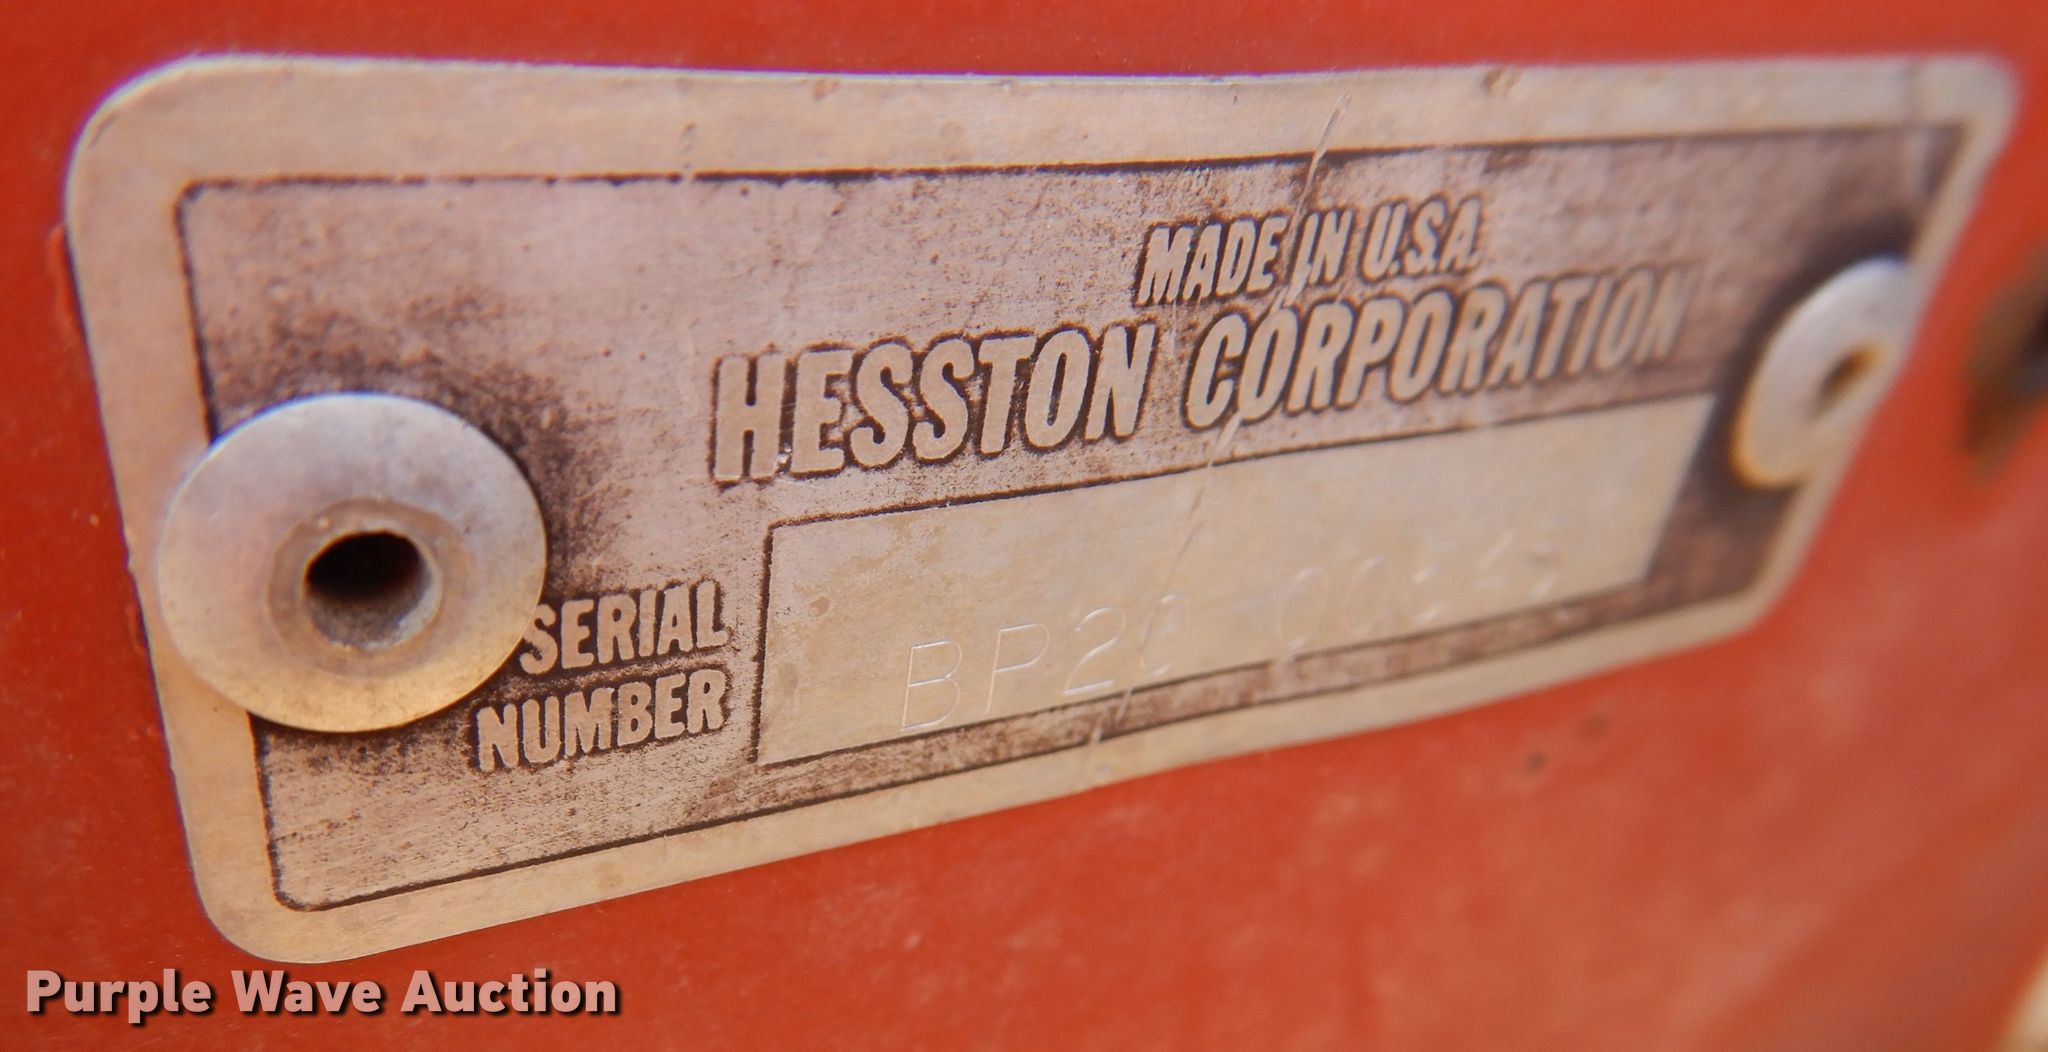 MADE IN U.S.A.
HESSTON CORPORATION
SERIAL
NUMBER
Purple Wave Auction